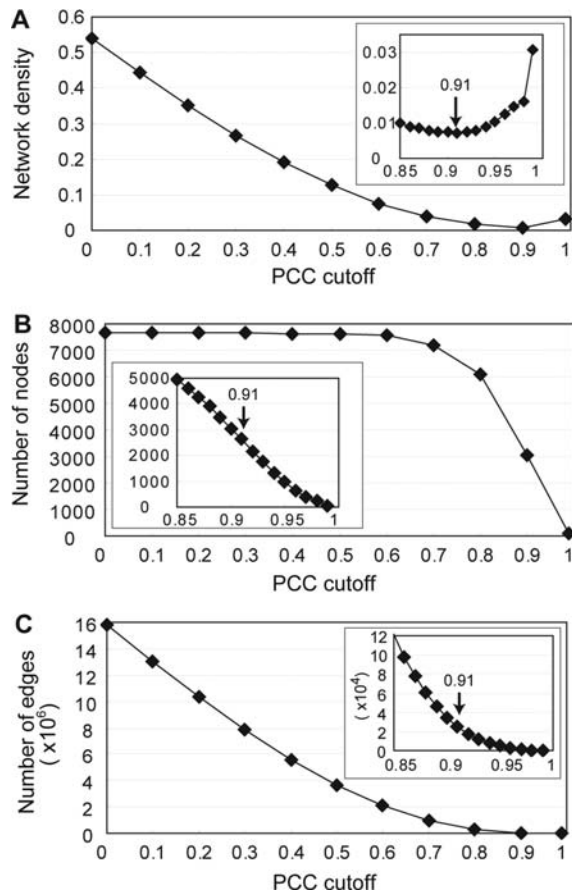 A
Network density
0.6
0.5
0.4
0.3
0.2
0.1
0
0 0.1 0.2 0.3 0.4 0.5 0.6 0.7 0.8 0.9 1
PCC cutoff
0.03
0.02
0.01
0
0.91
0.85 0.9 0.95 1
B
Number of nodes
8000
7000
6000
5000
4000
3000
2000
1000
0
0 0.1 0.2 0.3 0.4 0.5 0.6 0.7 0.8 0.9 1
PCC cutoff
5000
4000
3000
2000
1000
0
0.91
0.85 0.9 0.95 1
C
Number of edges
( x10⁶)
16
14
12
10
8
6
4
2
0
0 0.1 0.2 0.3 0.4 0.5 0.6 0.7 0.8 0.9 1
PCC cutoff
( x10⁴)
12
10
8
6
4
2
0
0.91
0.85 0.9 0.95 1